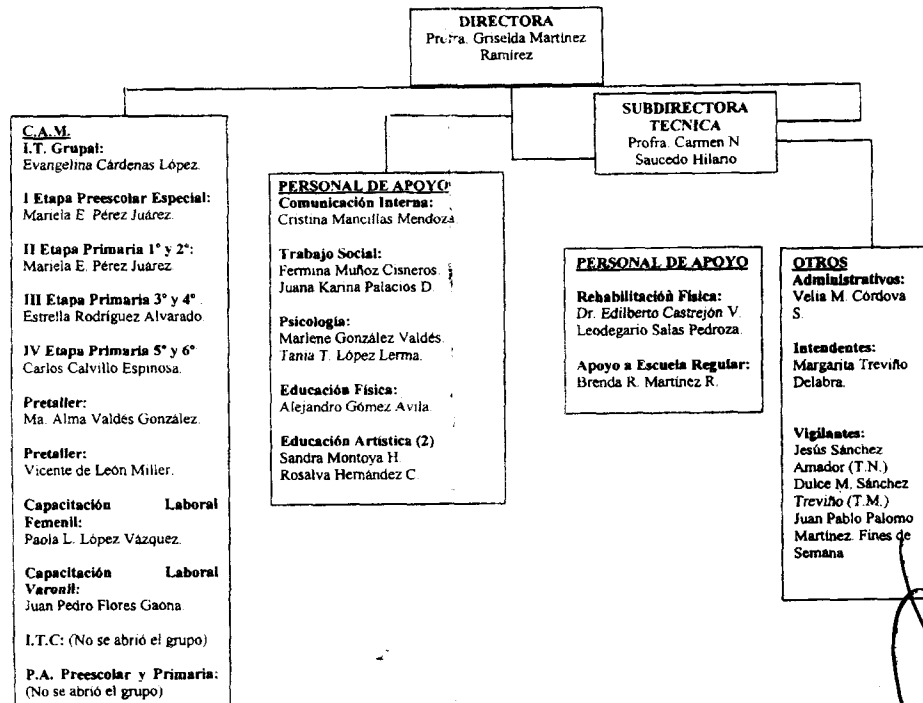 DIRECTORA
Profra. Griselda Martínez
Ramírez
SUBDIRECTORA
TECNICA
Profra. Carmen N
Saucedo Hilario
C.A.M.
I.T. Grupal:
Evangelina Cárdenas López.
I Etapa Preescolar Especial:
Mariela E. Pérez Juárez.
II Etapa Primaria 1° y 2°:
Mariela E. Pérez Juárez
III Etapa Primaria 3° y 4°
Estrella Rodríguez Alvarado.
IV Etapa Primaria 5° y 6°
Carlos Calvillo Espinosa.
Pretaller:
Ma. Alma Valdés González.
Pretaller:
Vicente de León Miller.
Capacitación Laboral
Femenil:
Paola L. López Vázquez.
Capacitación Laboral
Varonil:
Juan Pedro Flores Gaona.
I.T.C: (No se abrió el grupo)
P.A. Preescolar y Primaria:
(No se abrió el grupo)
PERSONAL DE APOYO
Comunicación Interna:
Cristina Mancillas Mendoza.
Trabajo Social:
Fermina Muñoz Cisneros.
Juana Karina Palacios D.
Psicología:
Marlene González Valdés.
Tania T. López Lerma.
Educación Física:
Alejandro Gómez Avila.
Educación Artística (2)
Sandra Montoya H.
Rosalva Hernández C.
PERSONAL DE APOYO
Rehabilitación Física:
Dr. Edilberto Castrejón V.
Leodegario Salas Pedroza.
Apoyo a Escuela Regular:
Brenda R. Martínez R.
OTROS
Administrativos:
Velia M. Córdova
S.
Intendentes:
Margarita Treviño
Delabra.
Vigilantes:
Jesús Sánchez
Amador (T.N.)
Dulce M. Sánchez
Treviño (T.M.)
Juan Pablo Palomo
Martínez. Fines de
Semana